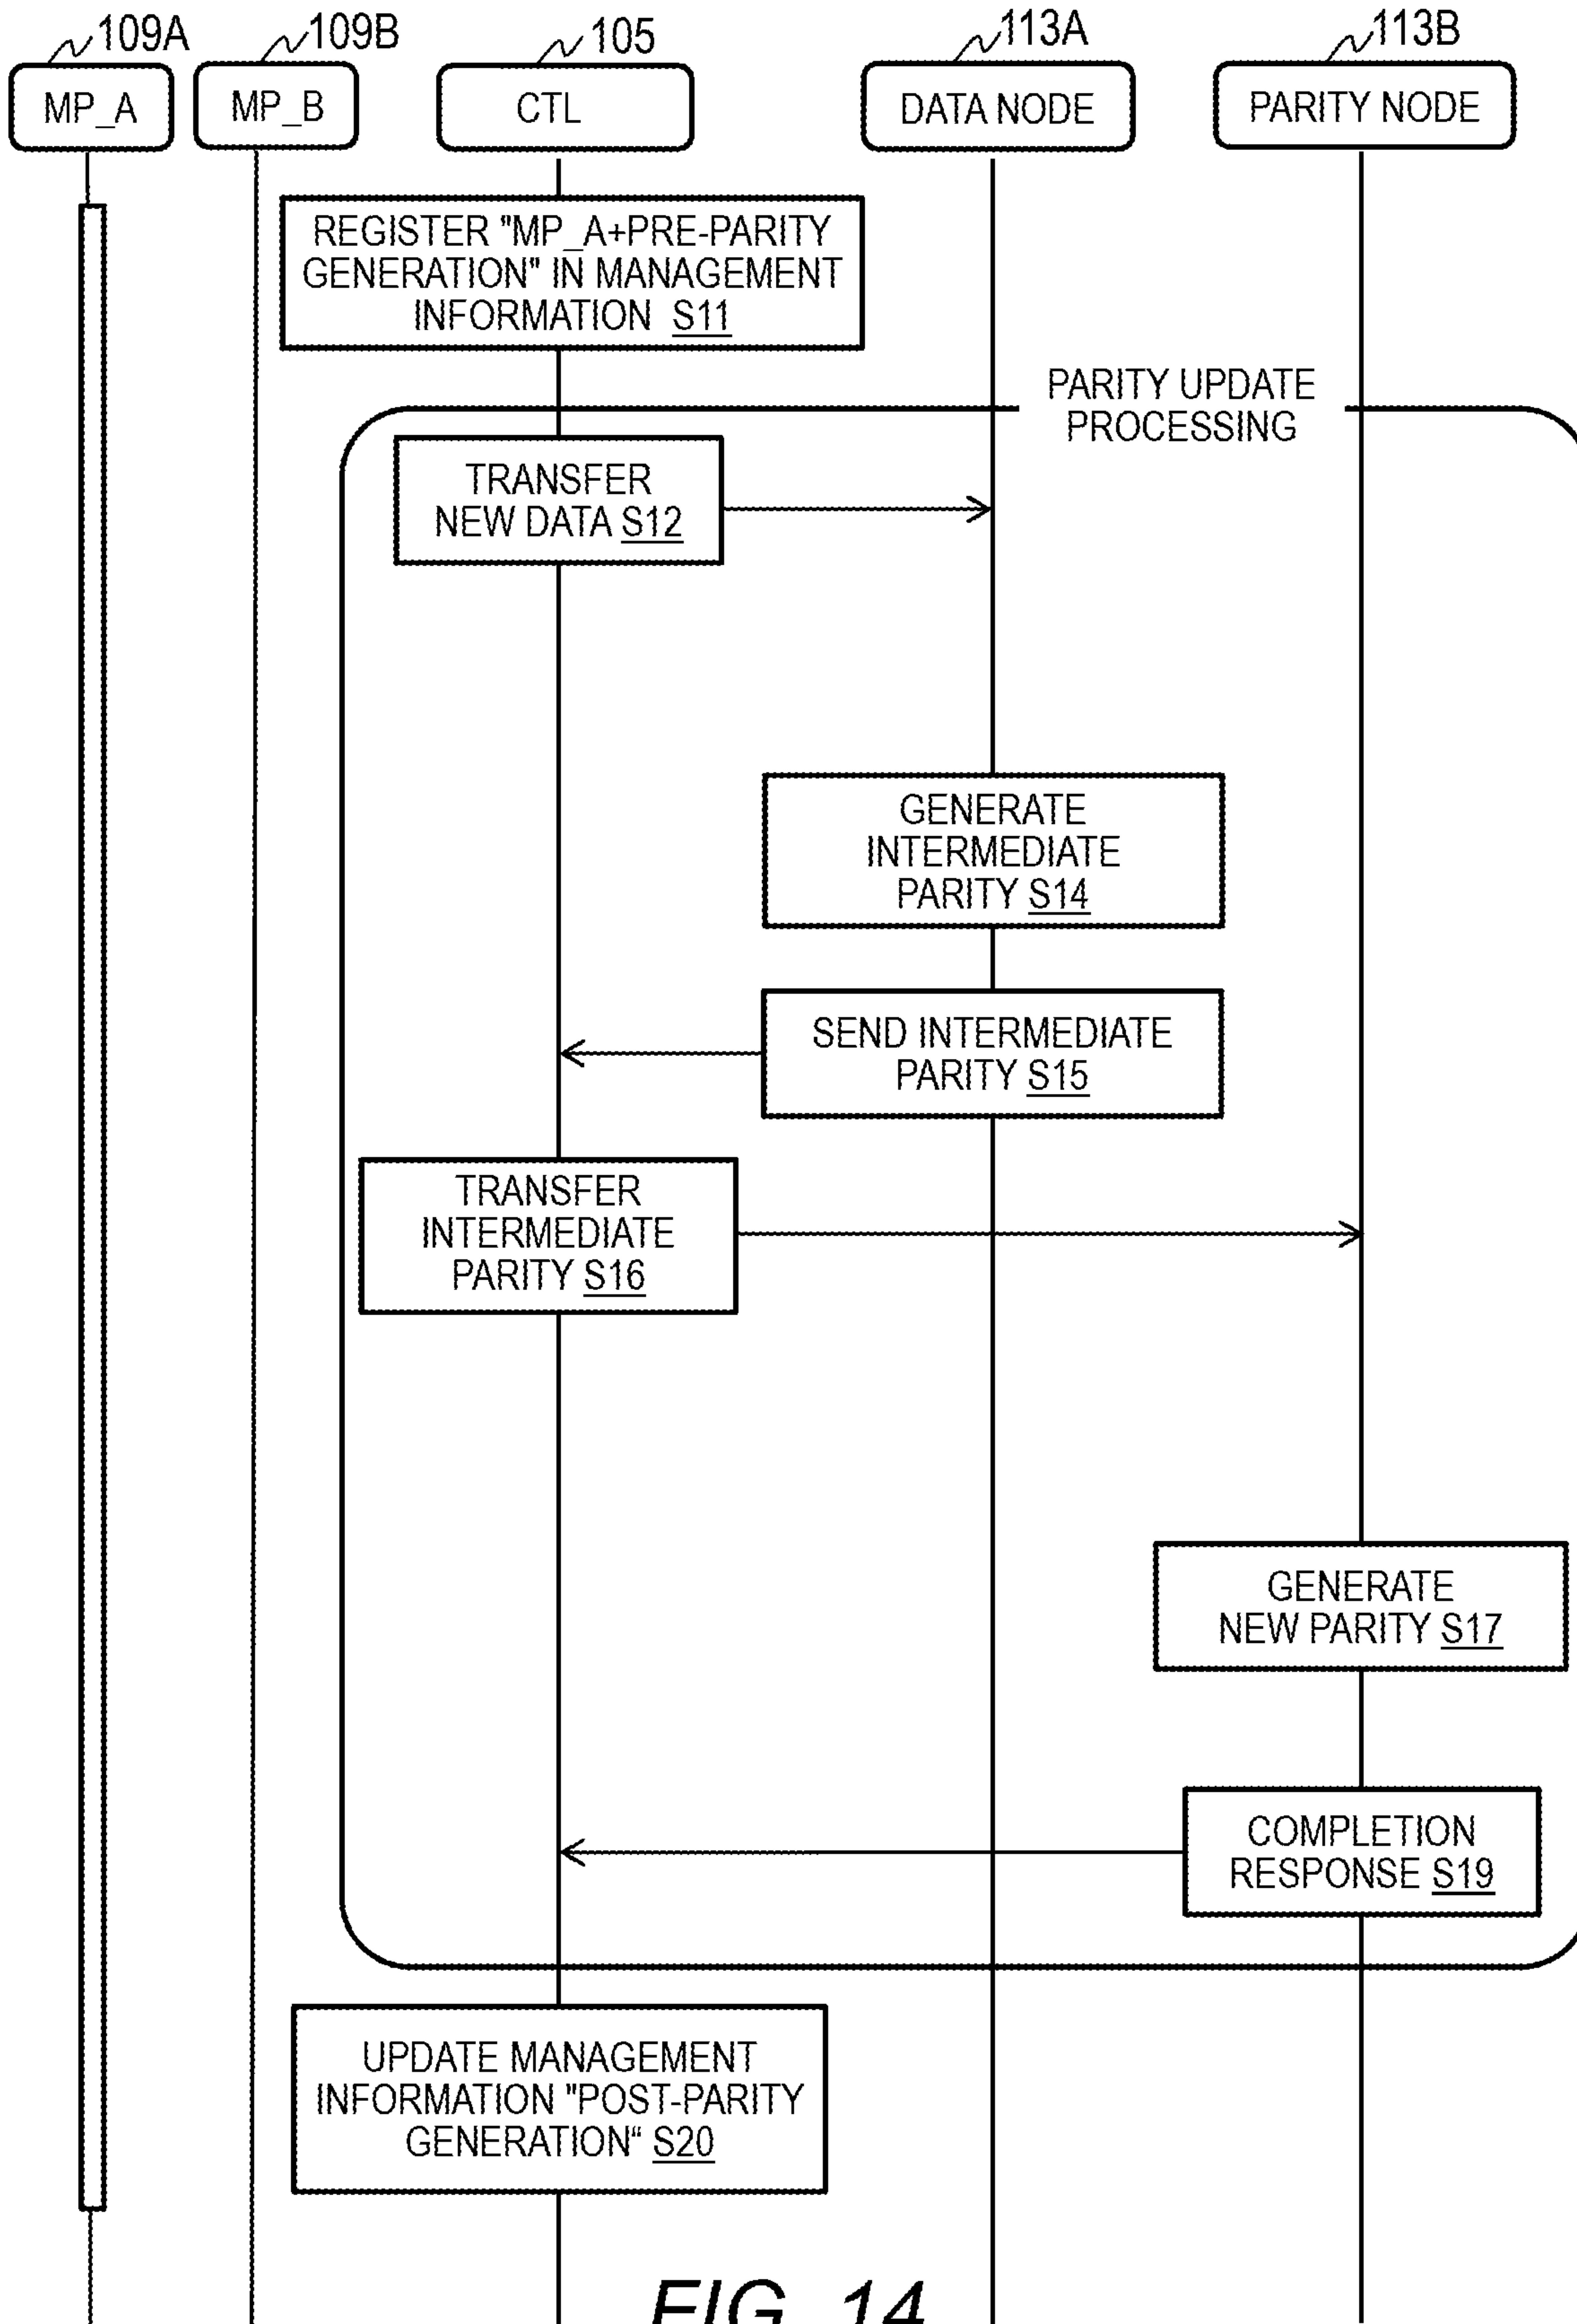 109A
109B
105
113A
113B
MP_A
MP_B
CTL
DATA NODE
PARITY NODE
REGISTER "MP_A+PRE-PARITY
GENERATION" IN MANAGEMENT
INFORMATION S11
PARITY UPDATE
PROCESSING
TRANSFER
NEW DATA S12
GENERATE
INTERMEDIATE
PARITY S14
SEND INTERMEDIATE
PARITY S15
TRANSFER
INTERMEDIATE
PARITY S16
GENERATE
NEW PARITY S17
COMPLETION
RESPONSE S19
UPDATE MANAGEMENT
INFORMATION "POST-PARITY
GENERATION“ S20
FIG. 14